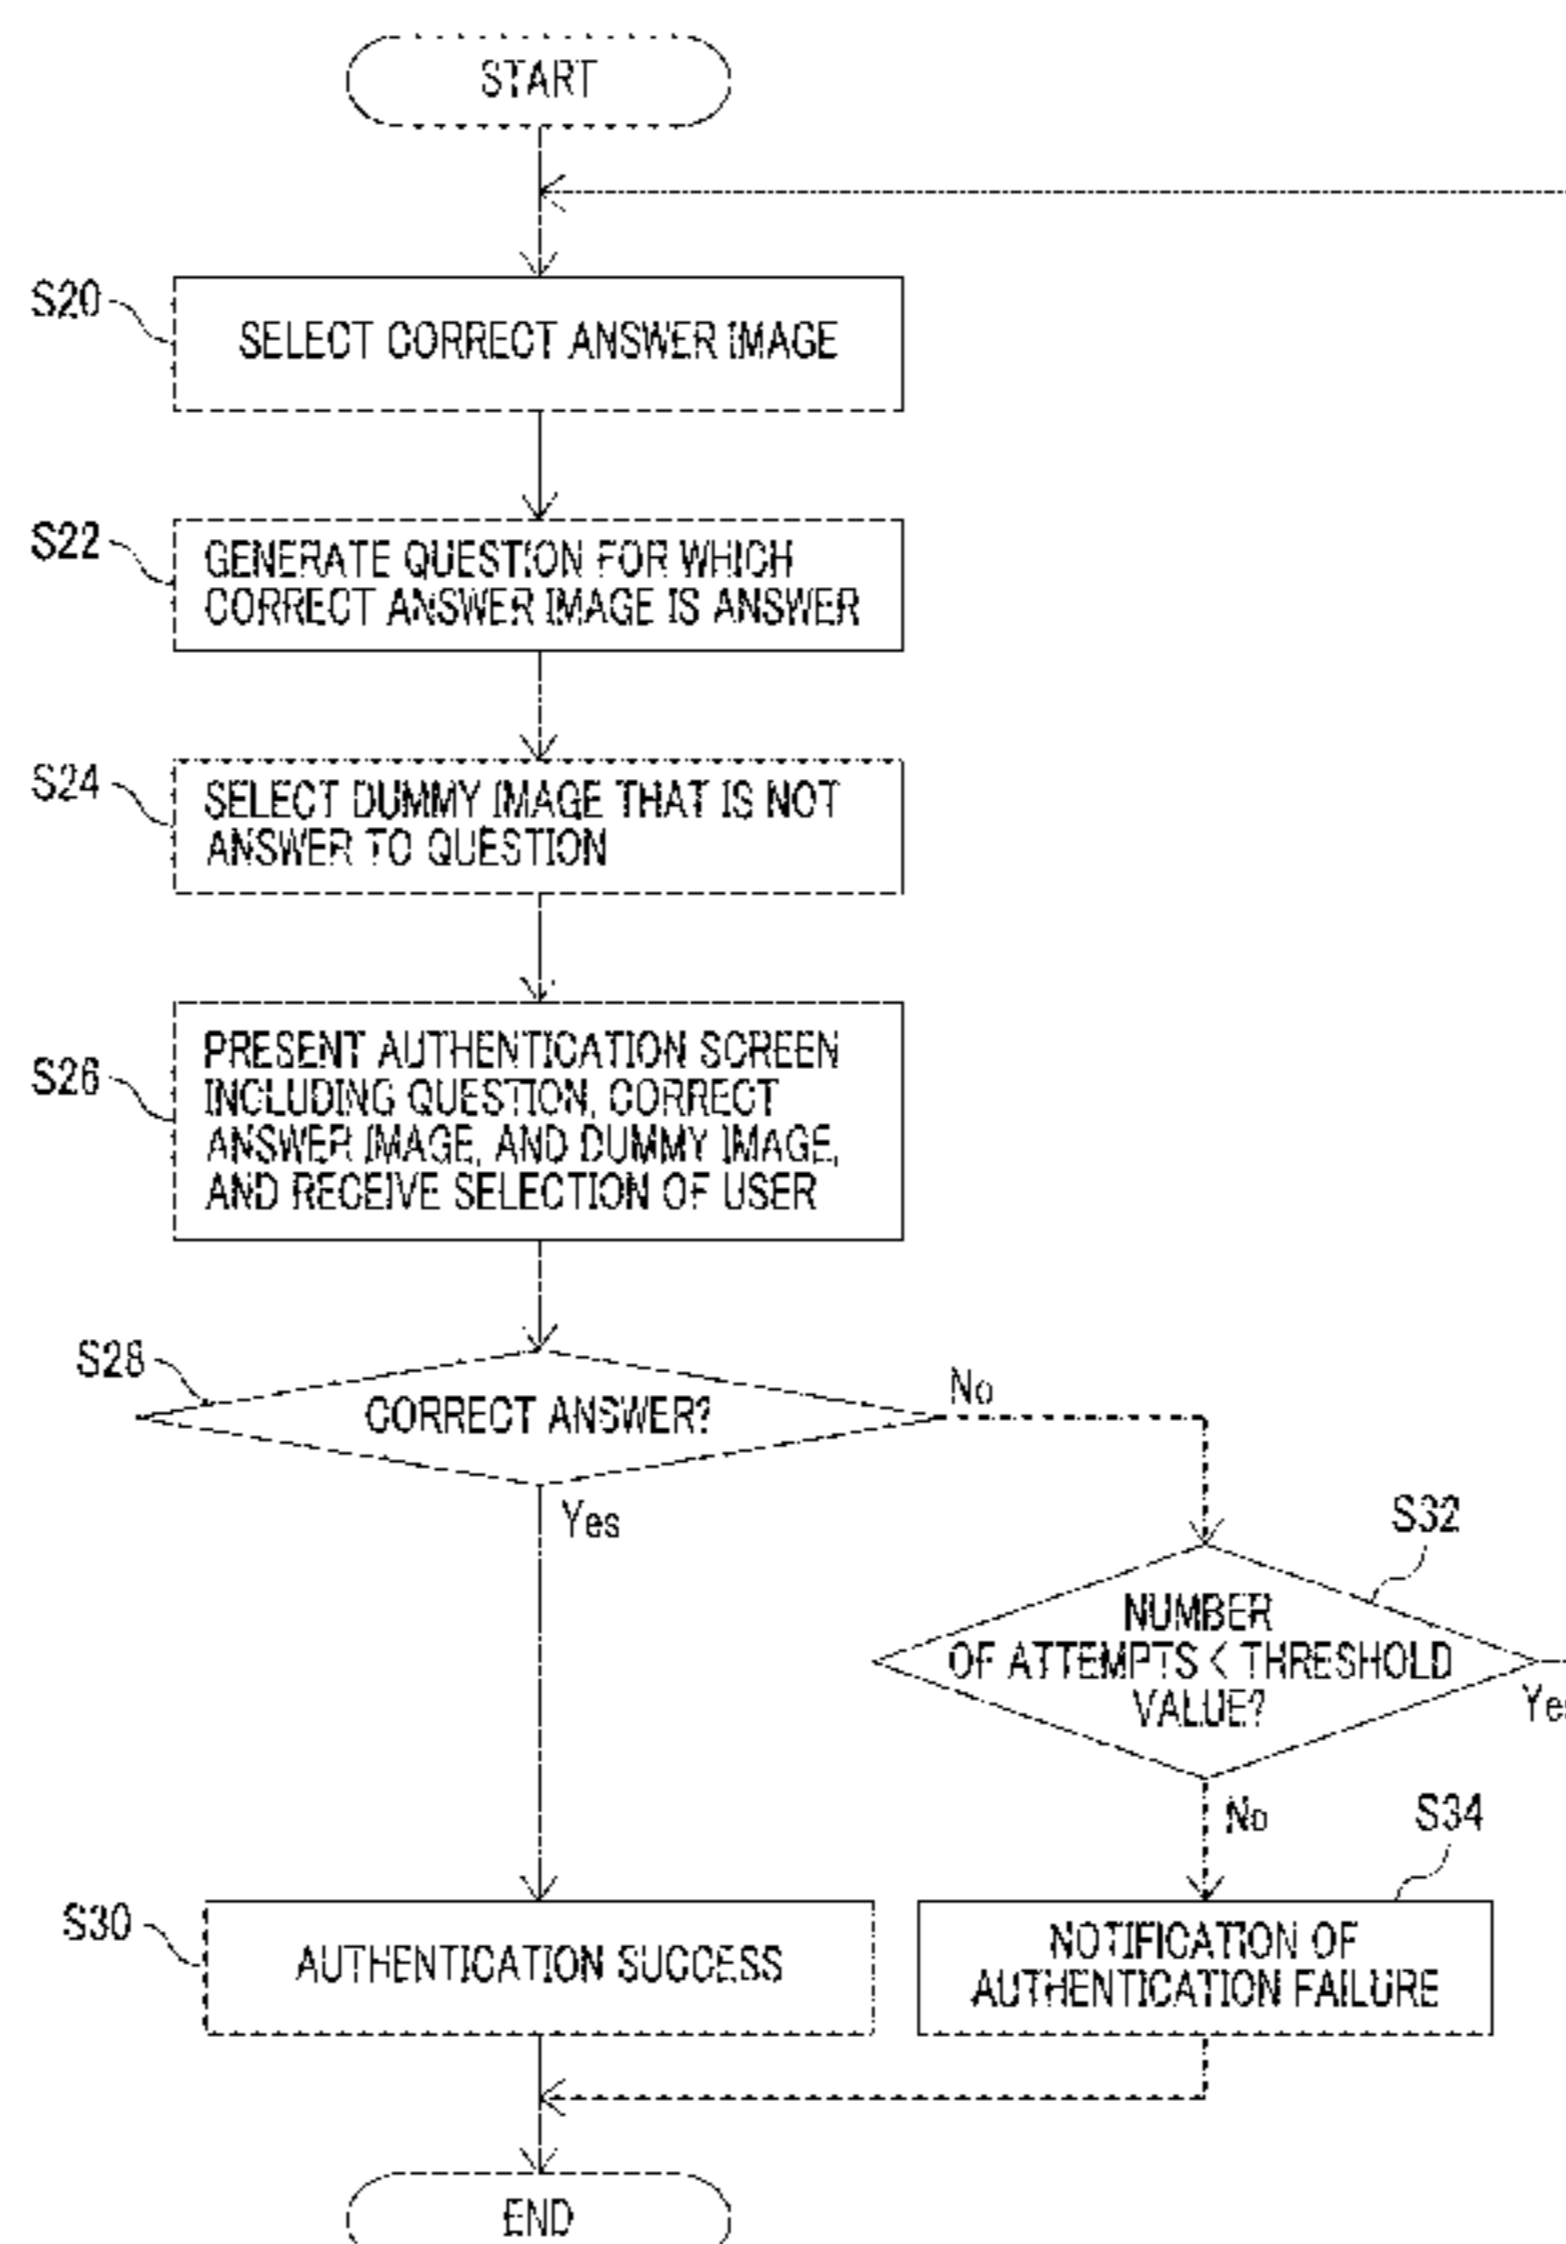 START
S20
SELECT CORRECT ANSWER IMAGE
S22
GENERATE QUESTION FOR WHICH
CORRECT ANSWER IMAGE IS ANSWER
S24
SELECT DUMMY IMAGE THAT IS NOT
ANSWER TO QUESTION
S26
PRESENT AUTHENTICATION SCREEN
INCLUDING QUESTION, CORRECT
ANSWER IMAGE, AND DUMMY IMAGE,
AND RECEIVE SELECTION OF USER
S28
CORRECT ANSWER?
No
Yes
S32
NUMBER
OF ATTEMPTS < THRESHOLD
VALUE?
Yes
No
S34
S30
AUTHENTICATION SUCCESS
NOTIFICATION OF
AUTHENTICATION FAILURE
END